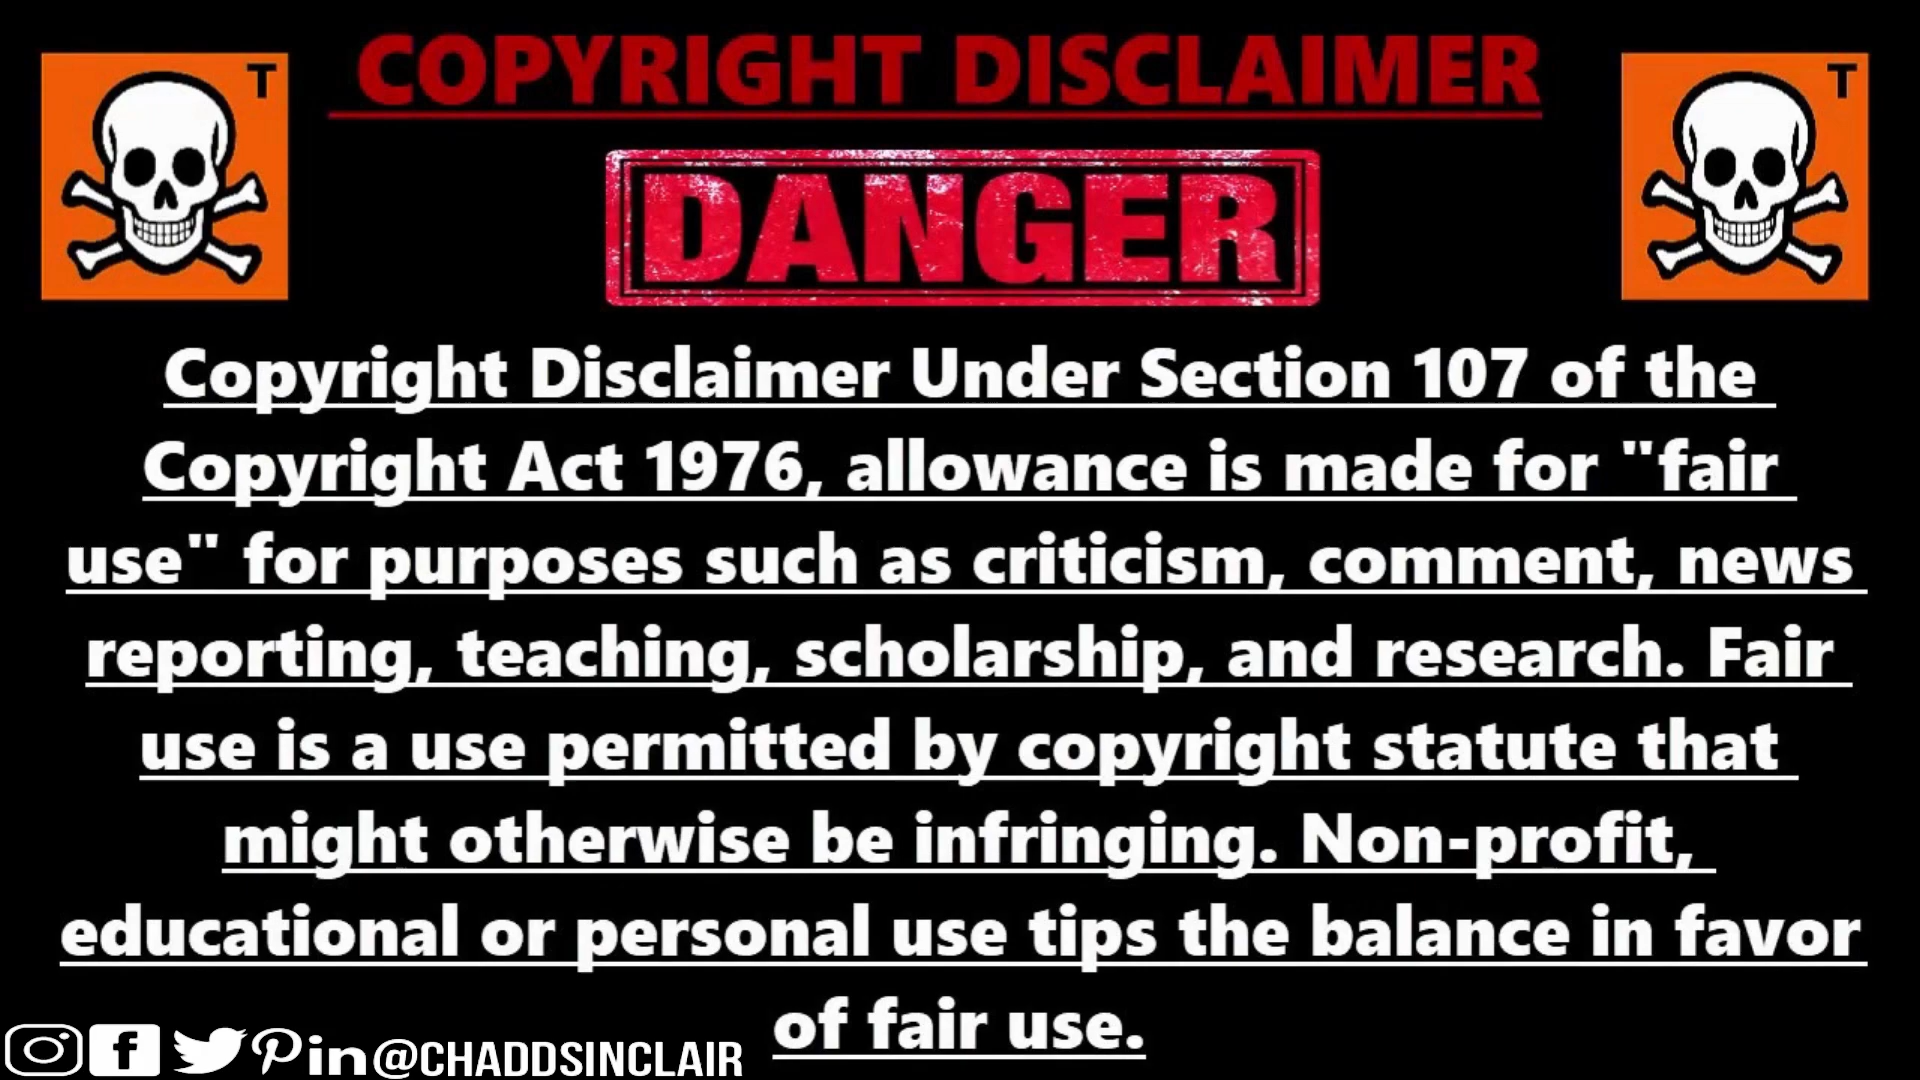 T
COPYRIGHT DISCLAIMER
T
DANGER
Copyright Disclaimer Under Section 107 of the
Copyright Act 1976, allowance is made for "fair
use" for purposes such as criticism, comment, news
reporting, teaching, scholarship, and research. Fair
use is a use permitted by copyright statute that
might otherwise be infringing. Non-profit,
educational or personal use tips the balance in favor
of fair use.
in@CHADDSINCLAIR